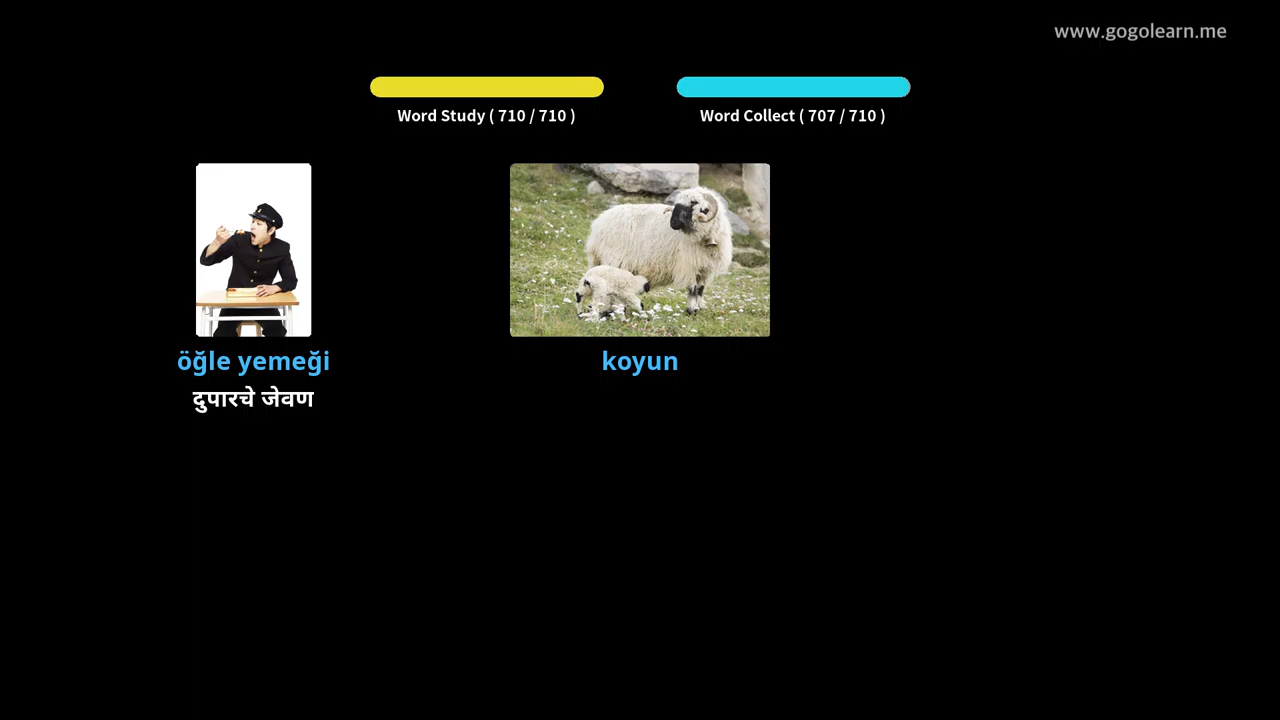 www.gogolearn.me
Word Study ( 710 / 710 )
Word Collect ( 707 / 710 )
öğle yemeği
दुपारचे जेवण
koyun